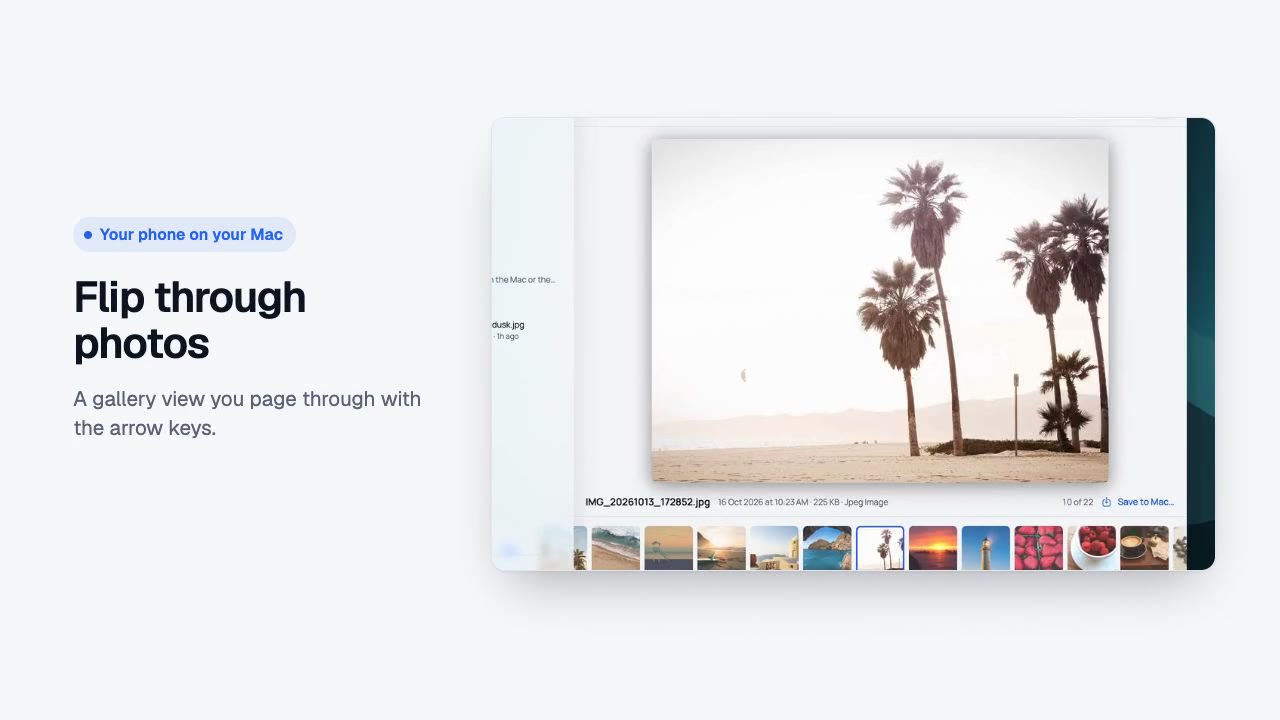 Your phone on your Mac
Flip through
photos
A gallery view you page through with
the arrow keys.
the Mac or the…
dusk.jpg
· 1h ago
IMG_20261013_172852.jpg 16 Oct 2026 at 10:23 AM · 225 KB · Jpeg Image 10 of 22 Save to Mac…